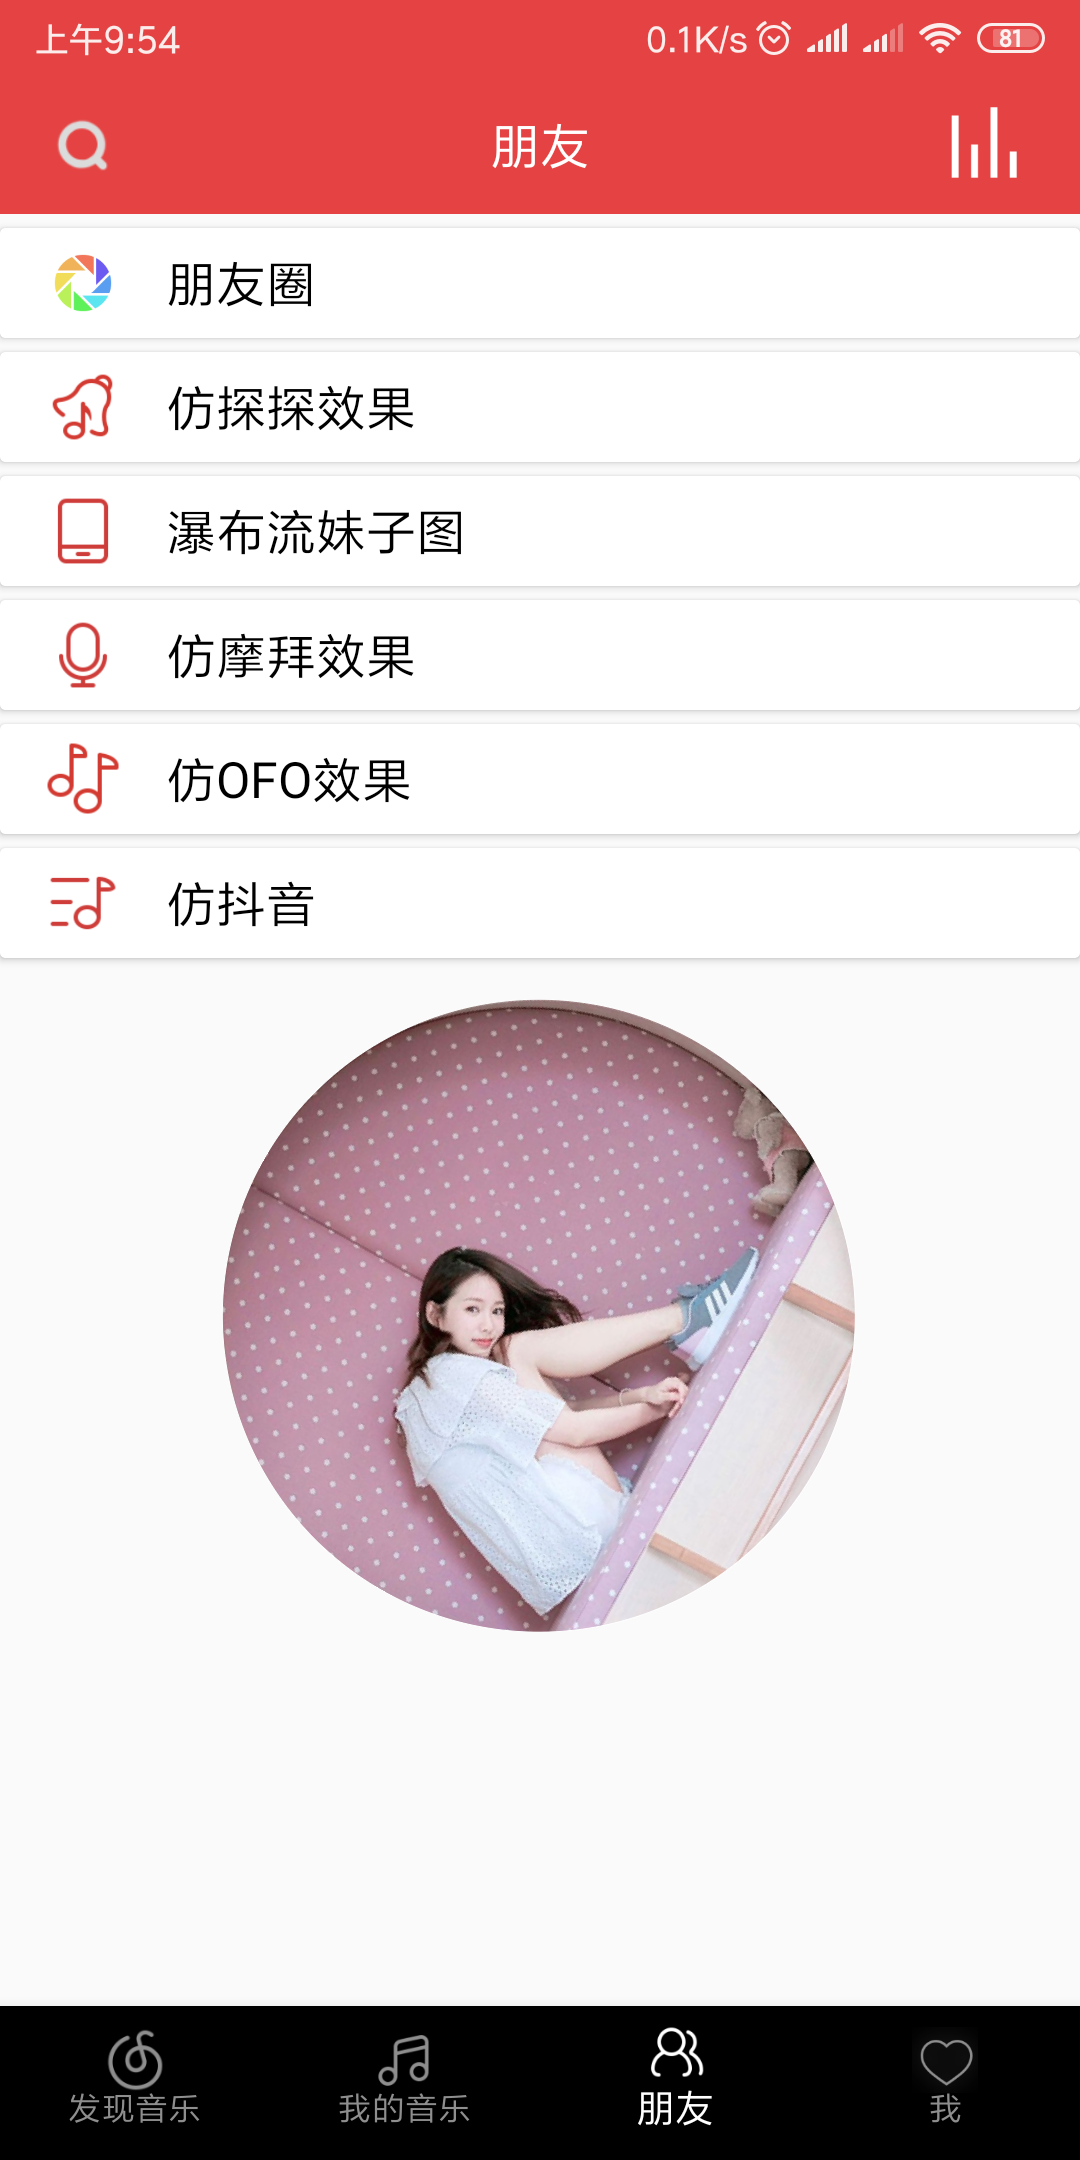 上午9:54
0.1K/s
81
朋友
朋友圈
仿探探效果
瀑布流妹子图
仿摩拜效果
仿OFO效果
仿抖音
发现音乐
我的音乐
朋友
我